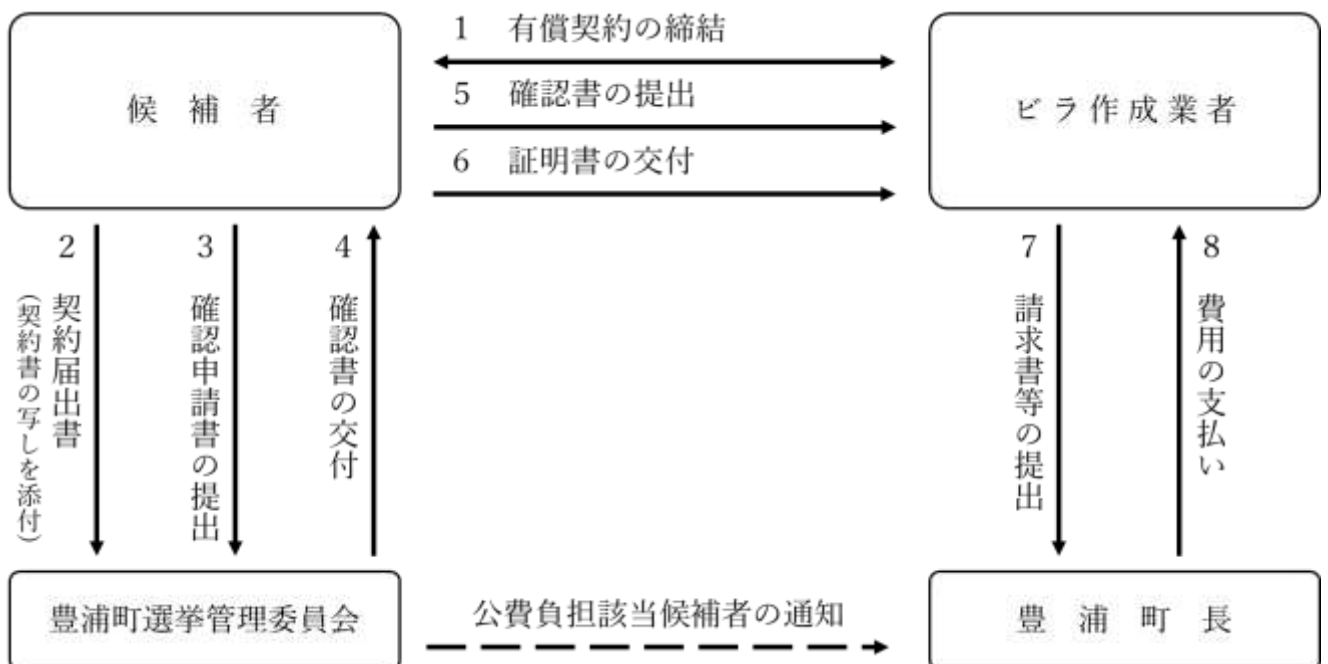 候補者
1 有償契約の締結
5 確認書の提出
6 証明書の交付
ビラ作成業者
2 契約届出書
(契約書の写しを添付)
3 確認申請書の提出
4 確認書の交付
7 請求書等の提出
8 費用の支払い
豊浦町選挙管理委員会
公費負担該当候補者の通知
豊浦町長